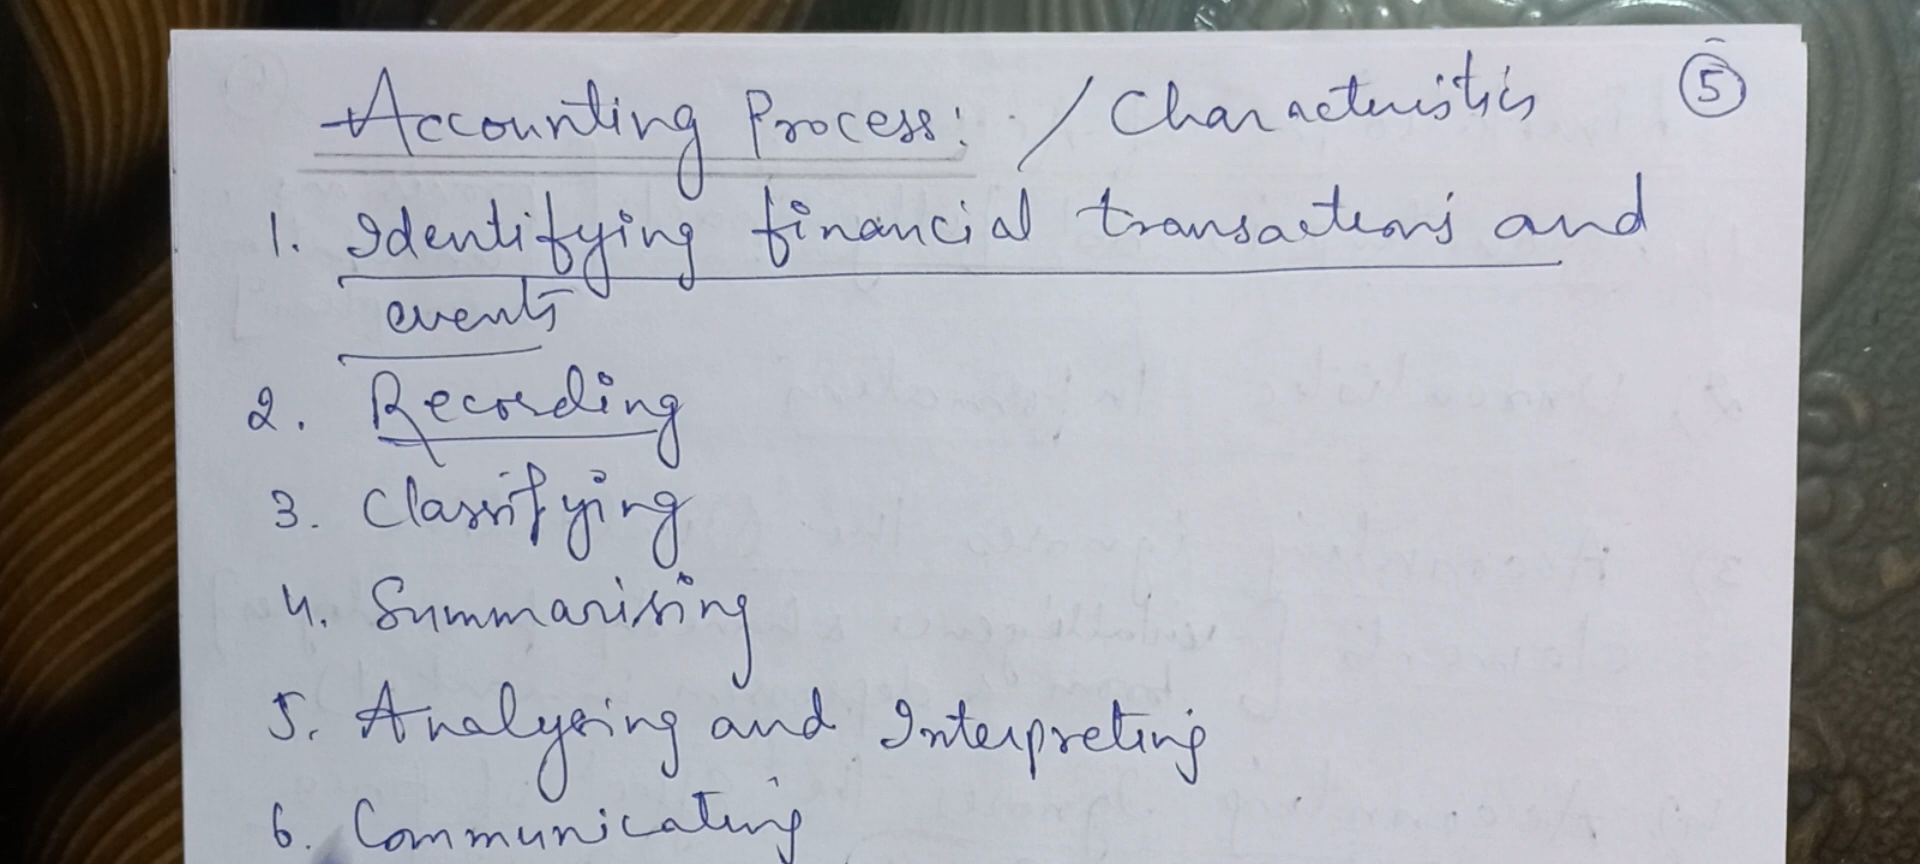 Accounting Process: / Characteristics ⑤
1. Identifying financial transactions and
events
2. Recording
3. Classifying
4. Summarising
5. Analysing and Interpreting
6. Communicating